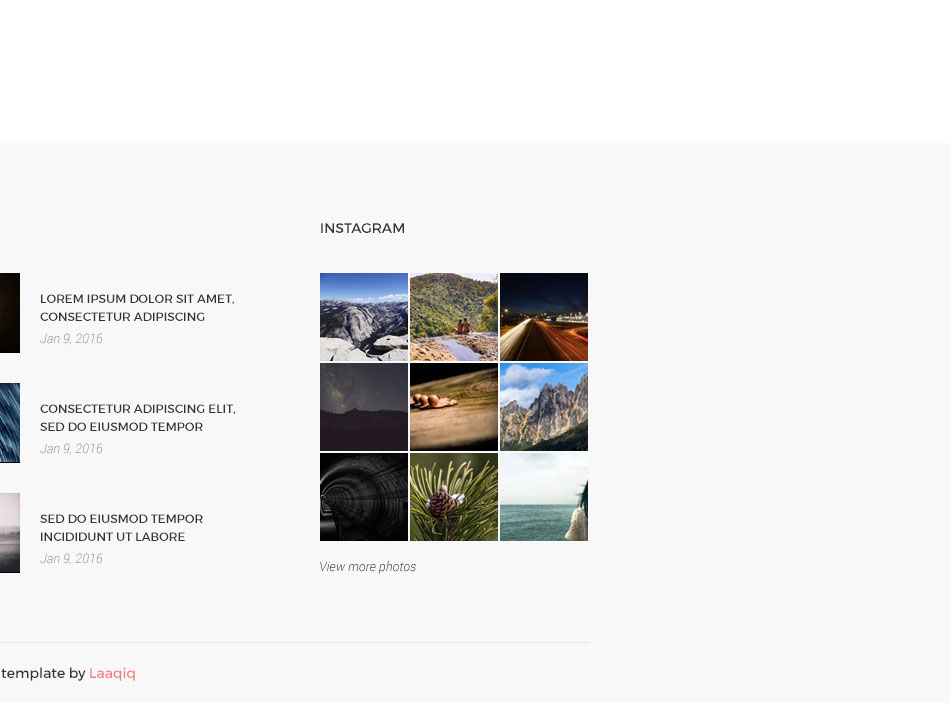 INSTAGRAM
LOREM IPSUM DOLOR SIT AMET,
CONSECTETUR ADIPISCING
Jan 9, 2016
CONSECTETUR ADIPISCING ELIT,
SED DO EIUSMOD TEMPOR
Jan 9, 2016
SED DO EIUSMOD TEMPOR
INCIDIDUNT UT LABORE
Jan 9, 2016
View more photos
template by Laaqiq